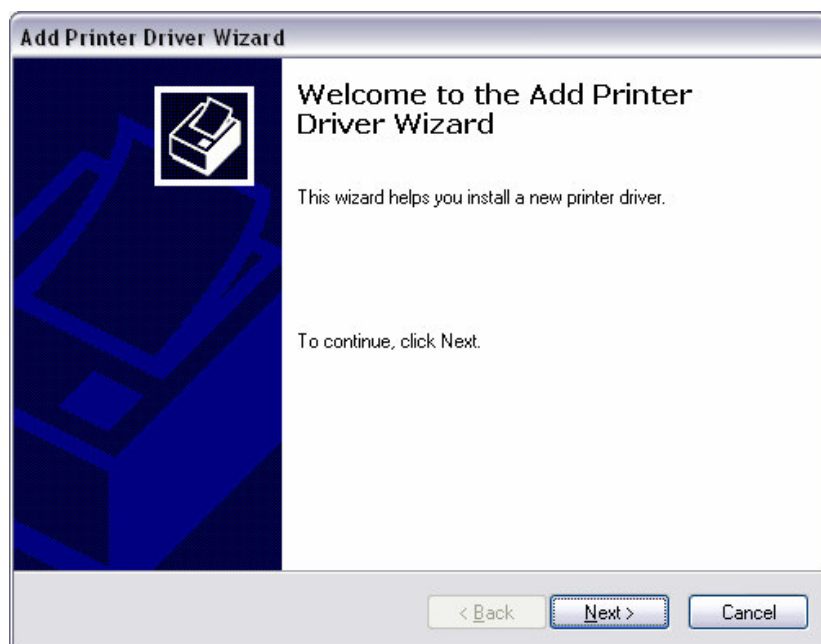 Add Printer Driver Wizard
Welcome to the Add Printer
Driver Wizard
This wizard helps you install a new printer driver.
To continue, click Next.
< Back
Next >
Cancel